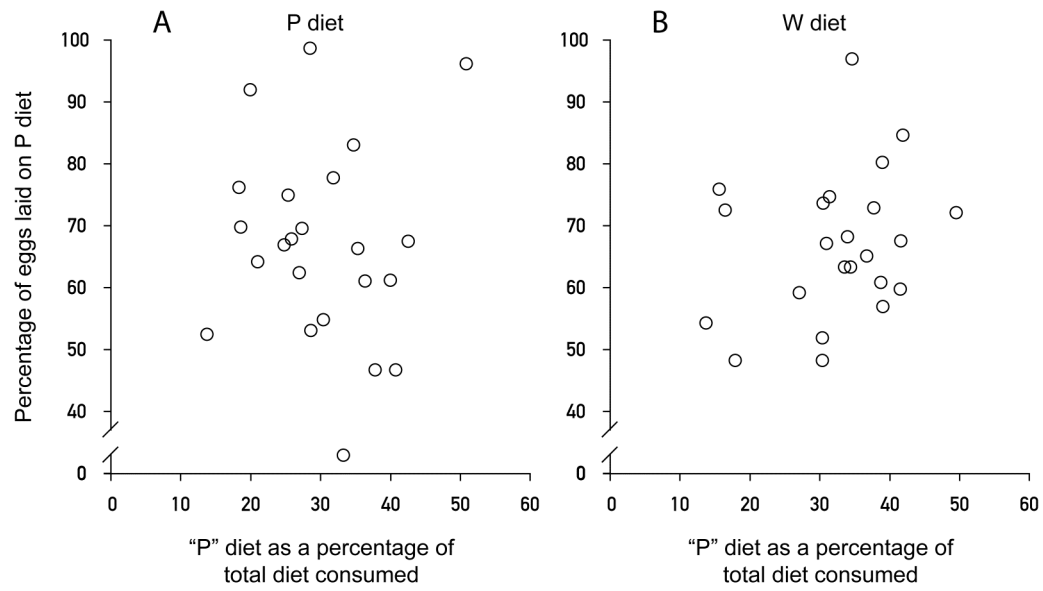 A
P diet
B
W diet
Percentage of eggs laid on P diet
100
90
80
70
60
50
40
0
0 10 20 30 40 50 60
“P” diet as a percentage of
total diet consumed
100
90
80
70
60
50
40
0
0 10 20 30 40 50 60
“P” diet as a percentage of
total diet consumed